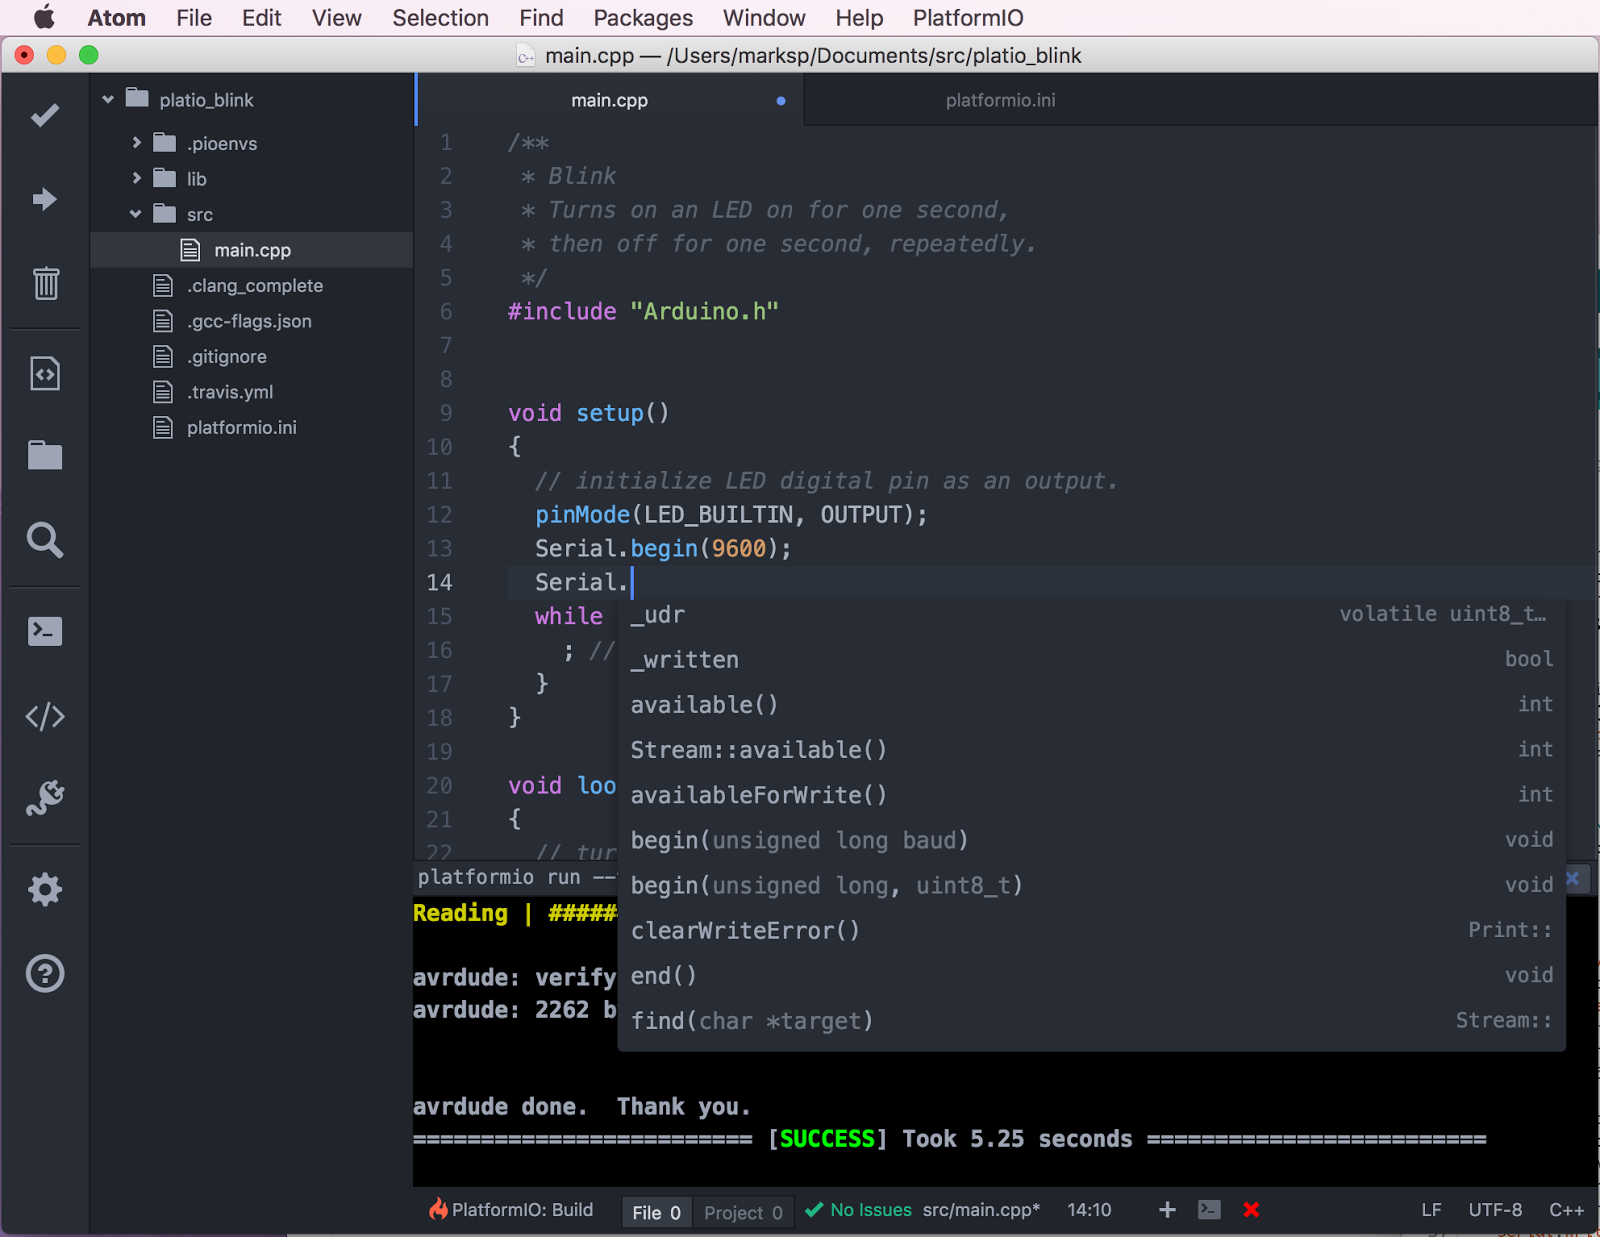 Atom File Edit View Selection Find Packages Window Help PlatformIO
main.cpp — /Users/marksp/Documents/src/platio_blink
platio_blink
.pioenvs
lib
src
main.cpp
.clang_complete
.gcc-flags.json
.gitignore
.travis.yml
platformio.ini
main.cpp platformio.ini
1 /**
2 * Blink
3 * Turns on an LED on for one second,
4 * then off for one second, repeatedly.
5 */
6 #include "Arduino.h"
7
8
9 void setup()
10 {
11 // initialize LED digital pin as an output.
12 pinMode(LED_BUILTIN, OUTPUT);
13 Serial.begin(9600);
14 Serial.
15 while
16 ; //
17 }
18 }
19
20 void loo
21 {
22 // tur
_udr volatile uint8_t…
_written bool
available() int
Stream::available() int
availableForWrite() int
begin(unsigned long baud) void
begin(unsigned long, uint8_t) void
clearWriteError() Print::
end() void
find(char *target) Stream::
platformio run --
Reading | #####
avrdude: verify
avrdude: 2262 b
avrdude done.  Thank you.
========================= [SUCCESS] Took 5.25 seconds =========================
PlatformIO: Build File 0 Project 0 No Issues src/main.cpp* 14:10 + LF UTF-8 C++